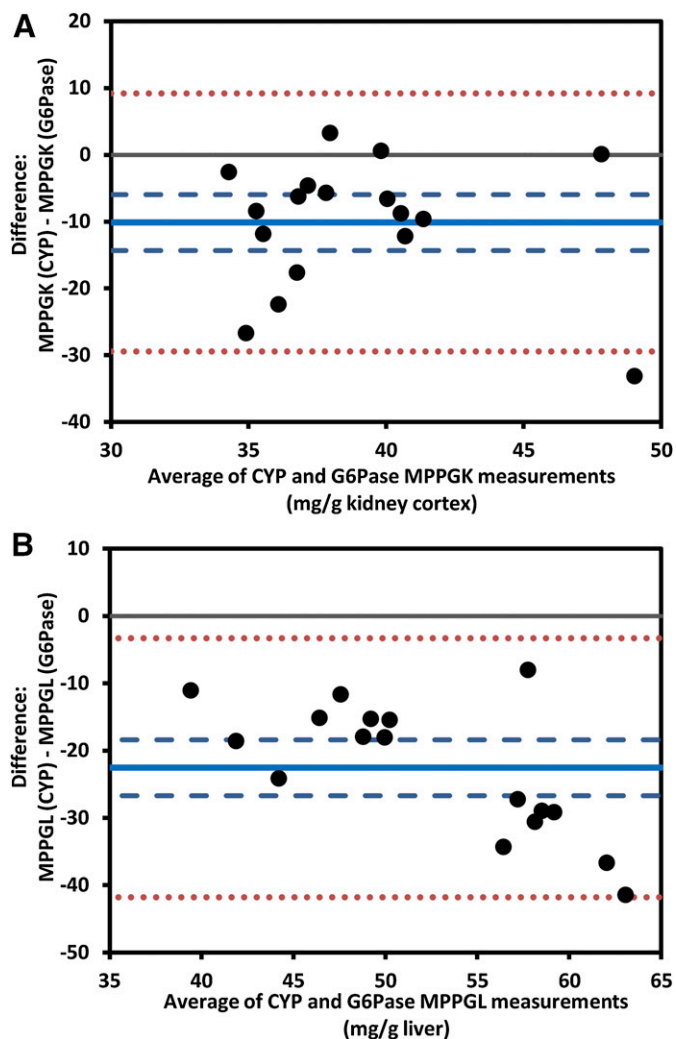 A
20
10
0
-10
-20
-30
-40
Difference:
MPPGK (CYP) - MPPGK (G6Pase)
30 35 40 45 50
Average of CYP and G6Pase MPPGK measurements
(mg/g kidney cortex)
B
10
0
-10
-20
-30
-40
-50
Difference:
MPPGL (CYP) - MPPGL (G6Pase)
35 40 45 50 55 60 65
Average of CYP and G6Pase MPPGL measurements
(mg/g liver)